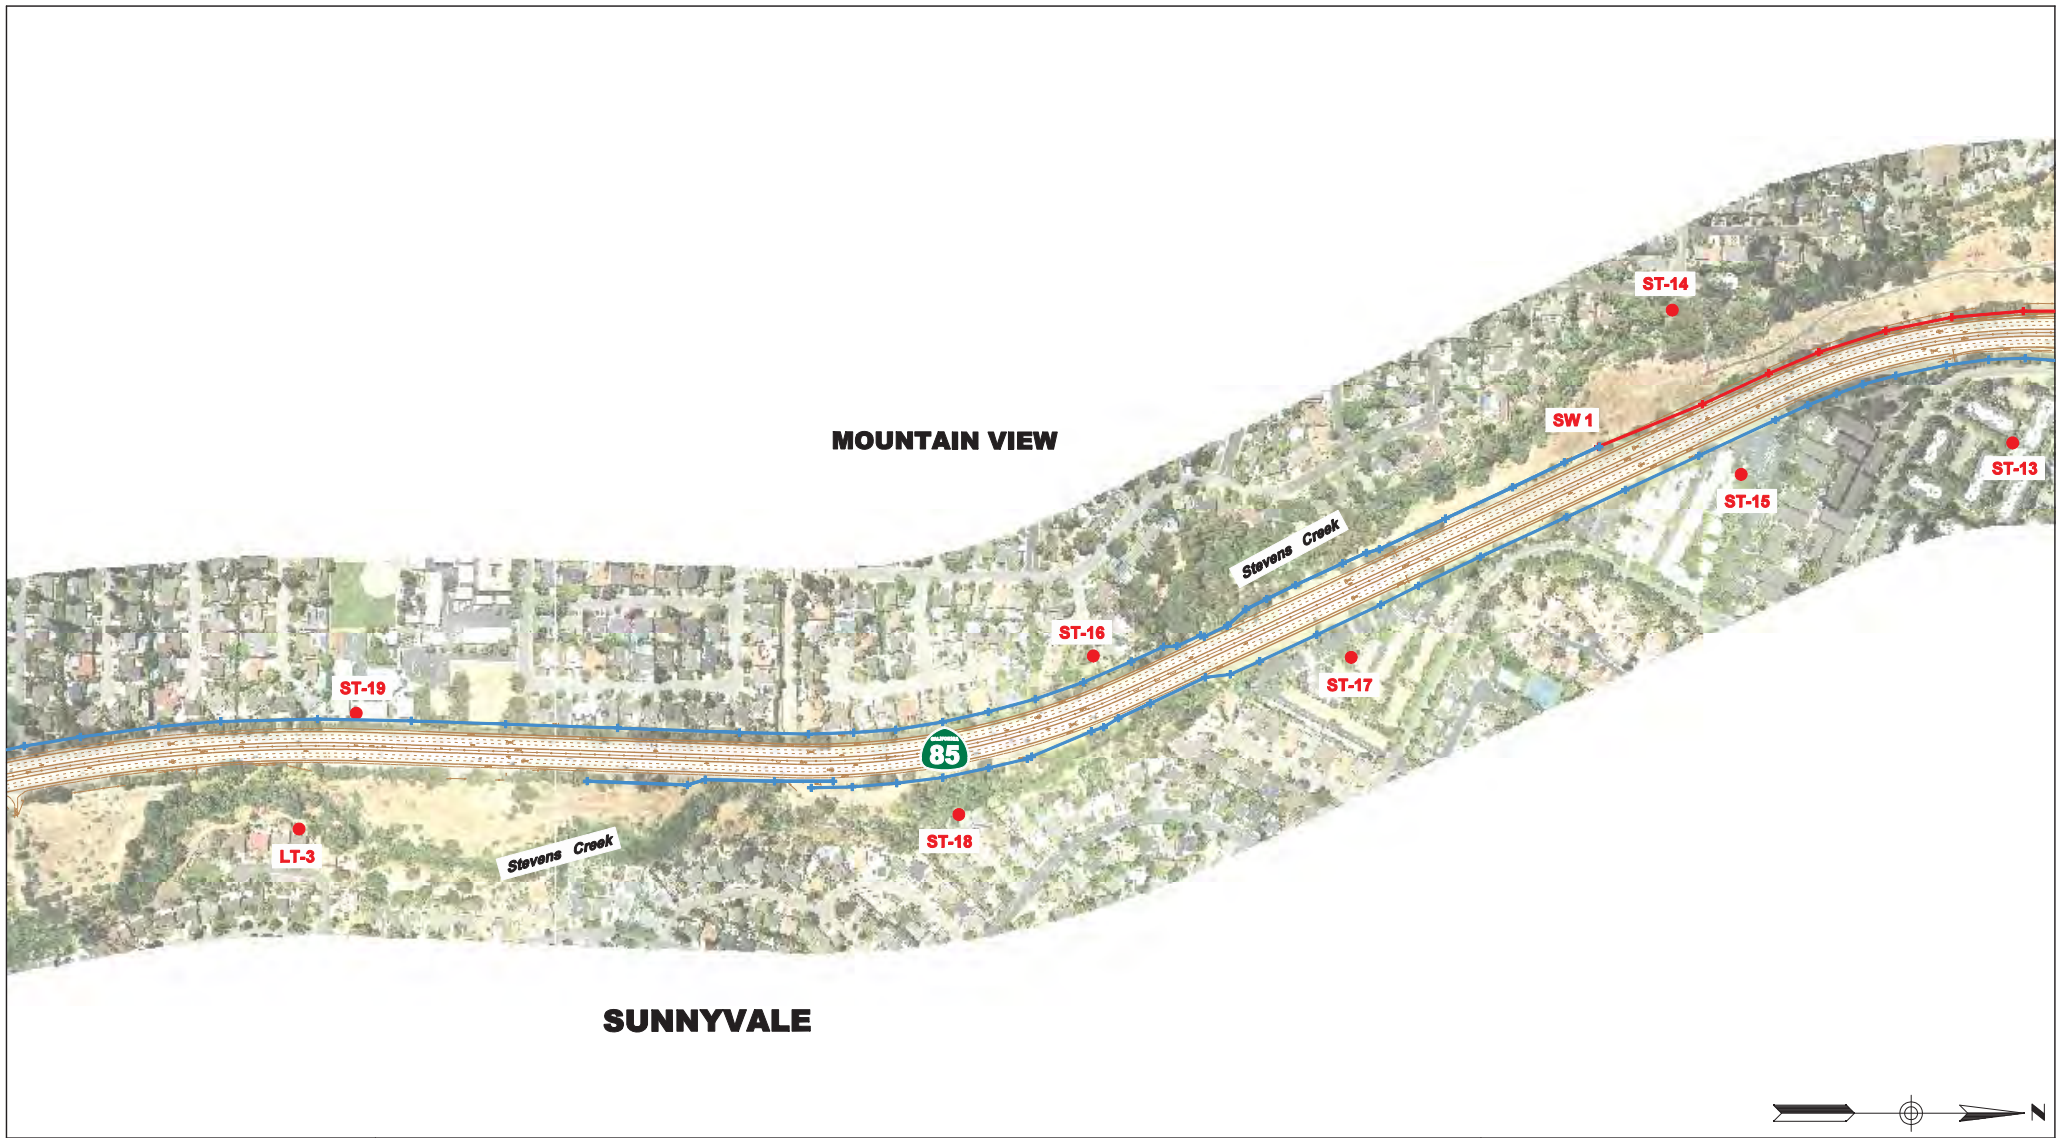 ST-14
SW 1
MOUNTAIN VIEW
ST-13
ST-15
Stevens Creek
ST-16
ST-17
ST-19
CALIFORNIA
85
ST-18
LT-3
Stevens Creek
SUNNYVALE
N